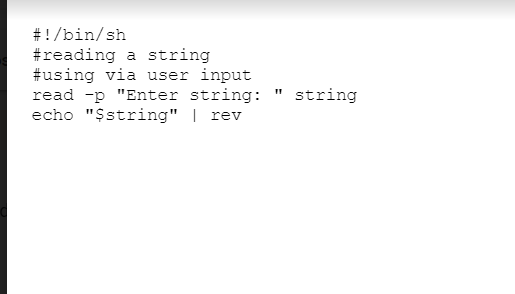 #!/bin/sh
#reading a string
#using via user input
read -p "Enter string: " string
echo "$string" | rev